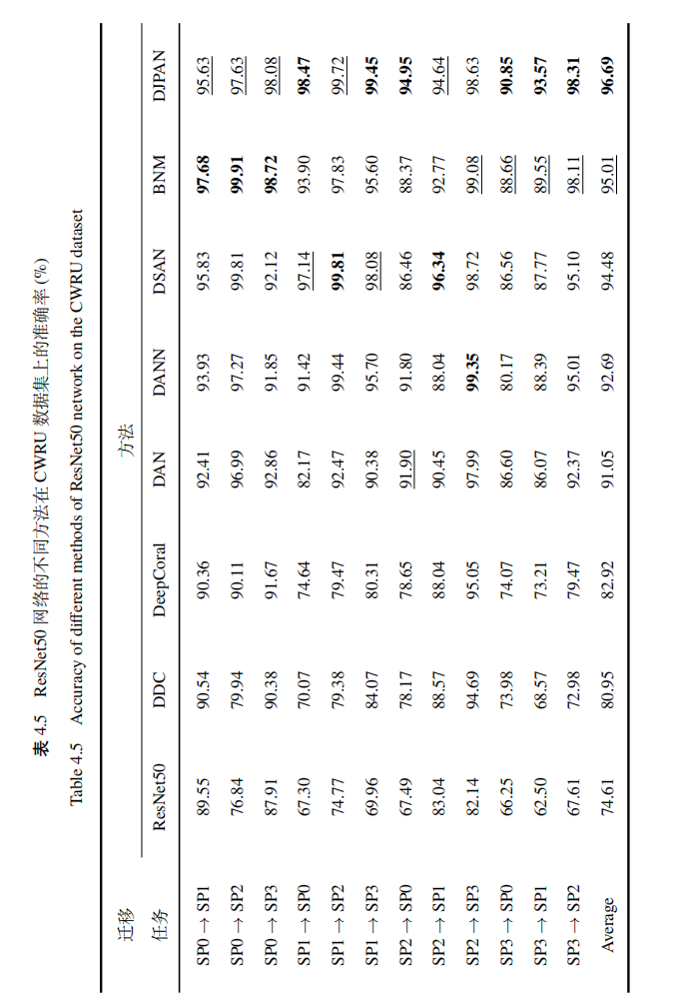 表 4.5 ResNet50 网络的不同方法在 CWRU 数据集上的准确率 (%)
Table 4.5 Accuracy of different methods of ResNet50 network on the CWRU dataset
迁移 方法
任务 ResNet50 DDC DeepCoral DAN DANN DSAN BNM DJPAN
SP0 → SP1 89.55 90.54 90.36 92.41 93.93 95.83 97.68 95.63
SP0 → SP2 76.84 79.94 90.11 96.99 97.27 99.81 99.91 97.63
SP0 → SP3 87.91 90.38 91.67 92.86 91.85 92.12 98.72 98.08
SP1 → SP0 67.30 70.07 74.64 82.17 91.42 97.14 93.90 98.47
SP1 → SP2 74.77 79.38 79.47 92.47 99.44 99.81 97.83 99.72
SP1 → SP3 69.96 84.07 80.31 90.38 95.70 98.08 95.60 99.45
SP2 → SP0 67.49 78.17 78.65 91.90 91.80 86.46 88.37 94.95
SP2 → SP1 83.04 88.57 88.04 90.45 88.04 96.34 92.77 94.64
SP2 → SP3 82.14 94.69 95.05 97.99 99.35 98.72 99.08 98.63
SP3 → SP0 66.25 73.98 74.07 86.60 80.17 86.56 88.66 90.85
SP3 → SP1 62.50 68.57 73.21 86.07 88.39 87.77 89.55 93.57
SP3 → SP2 67.61 72.98 79.47 92.37 95.01 95.10 98.11 98.31
Average 74.61 80.95 82.92 91.05 92.69 94.48 95.01 96.69